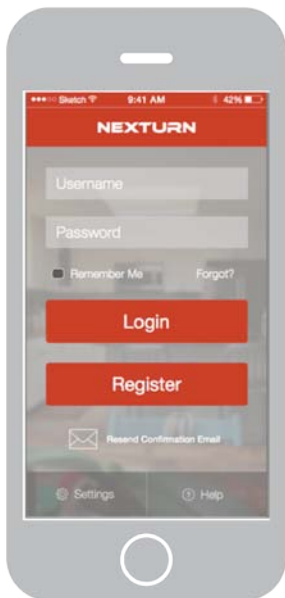 Sketch 9:41 AM 42%
NEXTURN
Username
Password
Remember Me Forgot?
Login
Register
Resend Confirmation Email
Settings Help